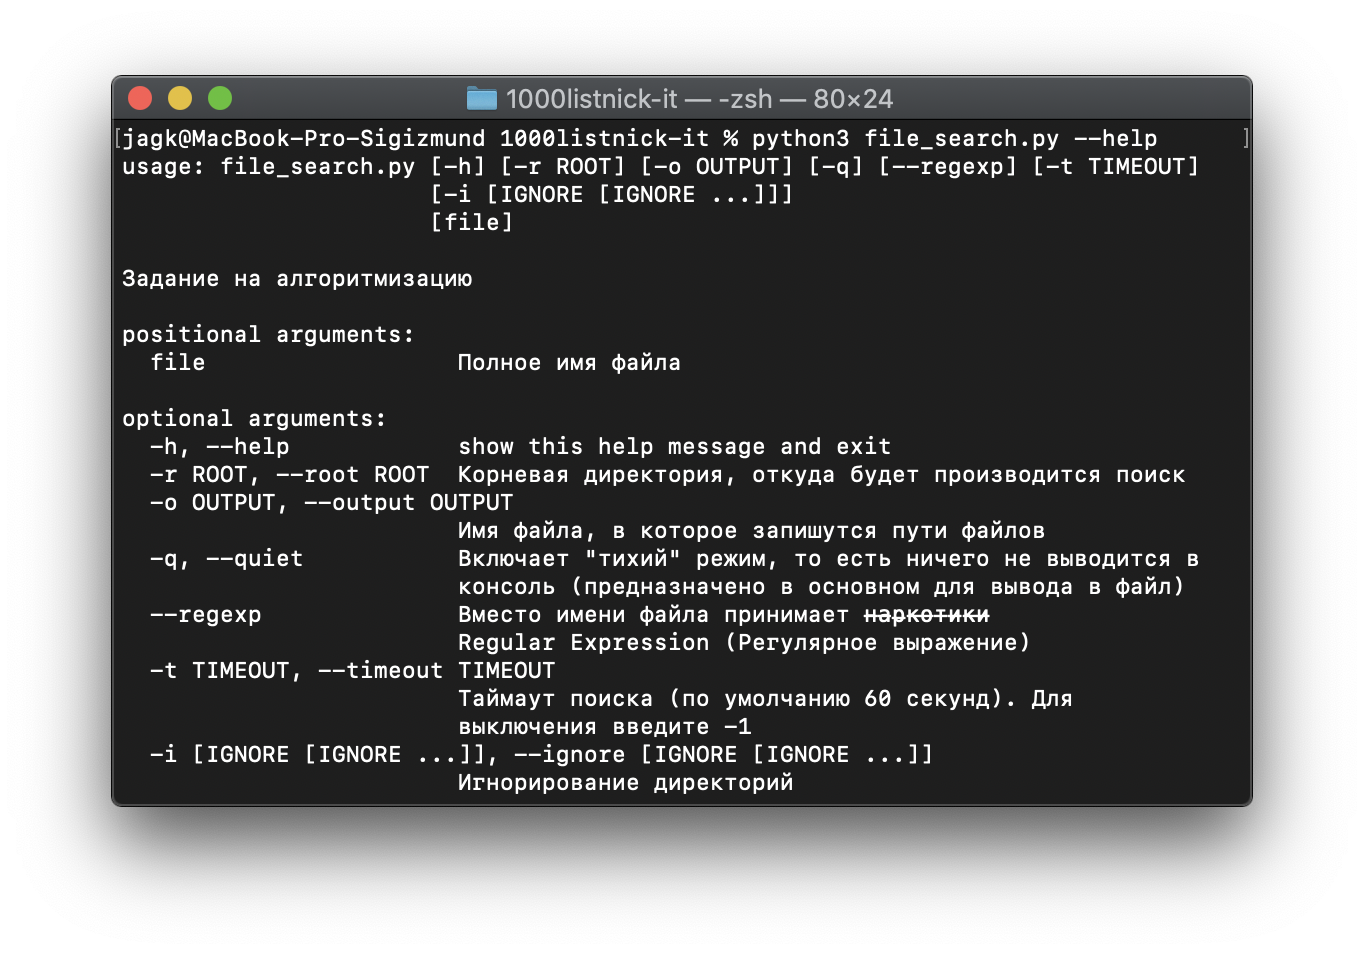 1000listnick-it — -zsh — 80×24
[jagk@MacBook-Pro-Sigizmund 1000listnick-it % python3 file_search.py --help ]
usage: file_search.py [-h] [-r ROOT] [-o OUTPUT] [-q] [--regexp] [-t TIMEOUT]
[-i [IGNORE [IGNORE ...]]]
[file]
Задание на алгоритмизацию
positional arguments:
file Полное имя файла
optional arguments:
-h, --help show this help message and exit
-r ROOT, --root ROOT Корневая директория, откуда будет производится поиск
-o OUTPUT, --output OUTPUT
Имя файла, в которое запишутся пути файлов
-q, --quiet Включает "тихий" режим, то есть ничего не выводится в
консоль (предназначено в основном для вывода в файл)
--regexp Вместо имени файла принимает наркотики
Regular Expression (Регулярное выражение)
-t TIMEOUT, --timeout TIMEOUT
Таймаут поиска (по умолчанию 60 секунд). Для
выключения введите -1
-i [IGNORE [IGNORE ...]], --ignore [IGNORE [IGNORE ...]]
Игнорирование директорий